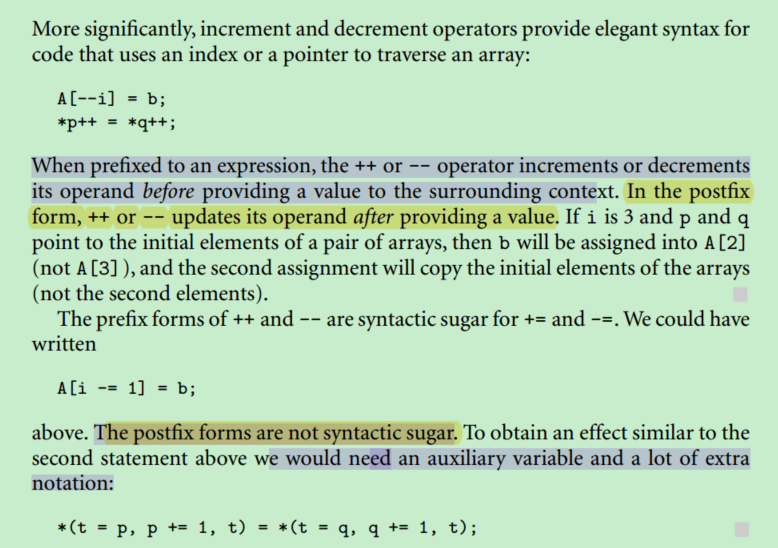 More significantly, increment and decrement operators provide elegant syntax for
code that uses an index or a pointer to traverse an array:
A[--i] = b;
*p++ = *q++;
When prefixed to an expression, the ++ or -- operator increments or decrements
its operand before providing a value to the surrounding context. In the postfix
form, ++ or -- updates its operand after providing a value. If i is 3 and p and q
point to the initial elements of a pair of arrays, then b will be assigned into A[2]
(not A[3]), and the second assignment will copy the initial elements of the arrays
(not the second elements).
The prefix forms of ++ and -- are syntactic sugar for += and -=. We could have
written
A[i -= 1] = b;
above. The postfix forms are not syntactic sugar. To obtain an effect similar to the
second statement above we would need an auxiliary variable and a lot of extra
notation:
*(t = p, p += 1, t) = *(t = q, q += 1, t);